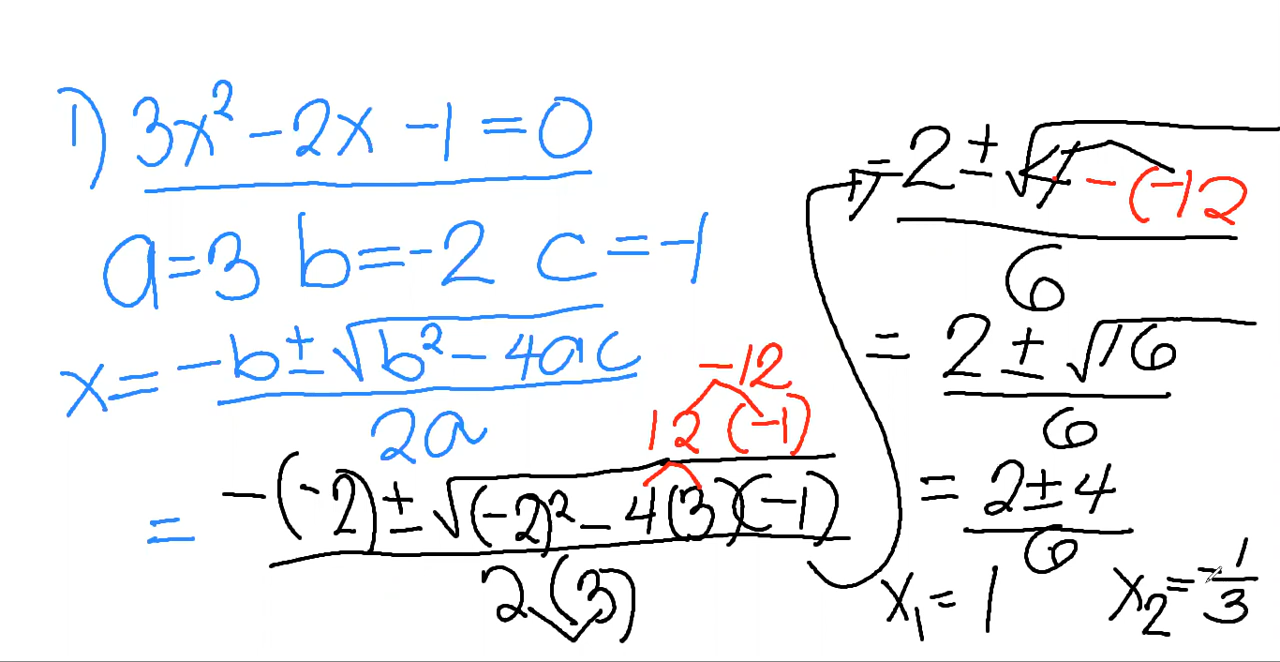 1) 3x² - 2x - 1 = 0
a = 3 b = -2 c = -1
x = -b ± √b² - 4ac
2a
-12
12 (-1)
= -(-2) ± √(-2)² - 4(3)(-1)
2(3)
= 2 ± √4 - (-12
6
= 2 ± √16
6
= 2 ± 4
6
x₁ = 1 x₂ = -1/3